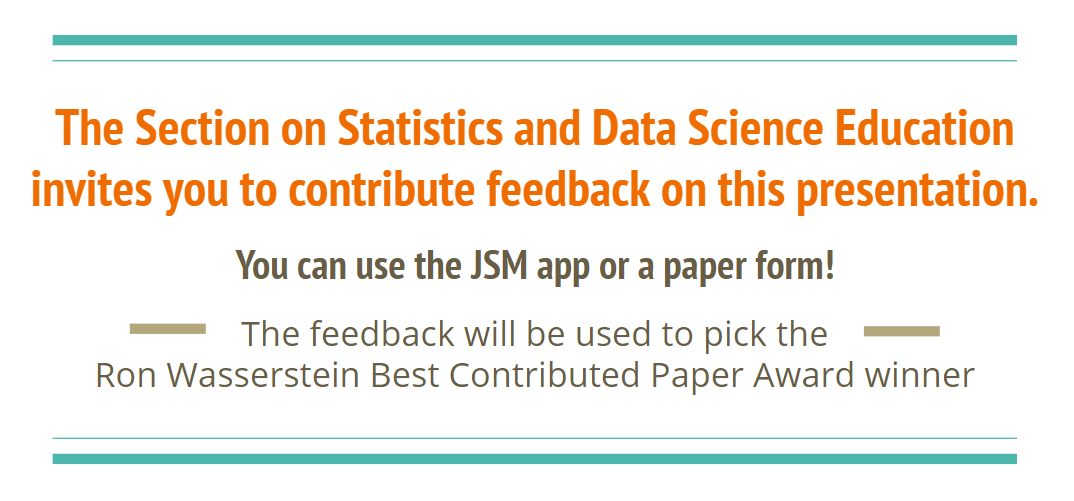 The Section on Statistics and Data Science Education
invites you to contribute feedback on this presentation.
You can use the JSM app or a paper form!
The feedback will be used to pick the
Ron Wasserstein Best Contributed Paper Award winner